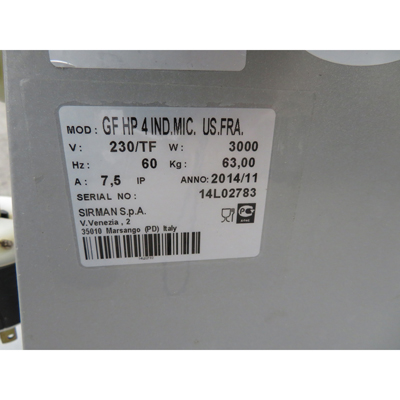 MOD : GF HP 4 IND.MIC. US.FRA.
V : 230/TF W : 3000
Hz : 60 Kg : 63,00
A : 7,5 IP ANNO: 2014/11
SERIAL NO : 14L02783
SIRMAN S.p.A.
V.Venezia , 2
35010 Marsango (PD) Italy